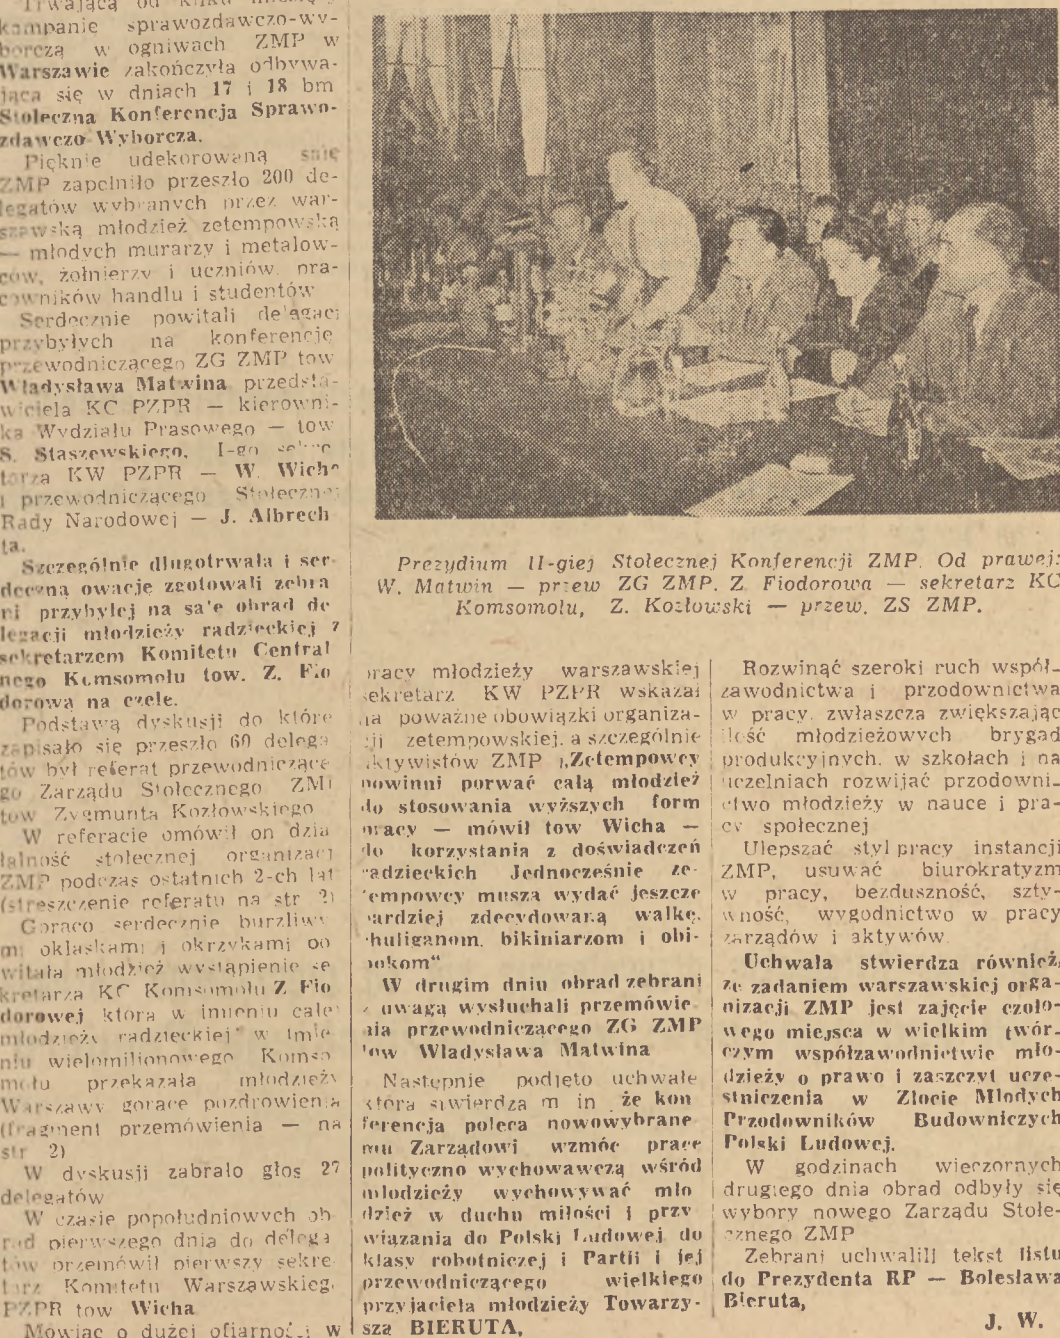 Trwającą od kilku
kampanie sprawozdawczo-wy-
borczą w ogniwach ZMP w
Warszawie zakończyła odbywa-
jąca się w dniach 17 i 18 bm
Stołeczna Konferencja Sprawo-
zdawczo-Wyborcza.
Pięknie udekorowaną salę
ZMP zapełniło przeszło 200 de-
legatów wybranych przez war-
szawską młodzież zetempowską
— młodych murarzy i metalow-
ców, żołnierzy i uczniów, pra-
cowników handlu i studentów
Serdecznie powitali delegaci
przybyłych na konferencję
przewodniczącego ZG ZMP tow
Władysława Matwina przedsta-
wiciela KC PZPR — kierowni-
ka Wydziału Prasowego — tow
S. Staszewskiego, I-go sekre
tarza KW PZPR — W. Wichę
i przewodniczącego Stołecznej
Rady Narodowej — J. Albrech
ta.
Szczególnie długotrwałą i ser
deczną owację zgotowali zebra
ni przybyłej na sa'e obrad de
legacji młodzieży radzieckiej z
sekretarzem Komitetu Central
nego Komsomołu tow. Z. Fio
dorową na czele.
Podstawą dyskusji do które
zapisało się przeszło 60 delega
tów był referat przewodniczące
go Zarządu Stołecznego ZMP
tow Zygmunta Kozłowskiego
W referacie omówił on dzia
łalność stołecznej organizacj
ZMP podczas ostatnich 2-ch lat
(streszczenie referatu na str 2)
Gorąco serdecznie burzliwy
mi oklaskami i okrzykami po
witała młodzież wystąpienie se
kretarza KC Komsomołu Z Fio
dorowej która w imieniu całej
młodzieży radzieckiej w imie
niu wielomilionowego Komso
mołu przekazała młodzieży
Warszawy gorące pozdrowienia
(fragment przemówienia — na
str 2)
W dyskusji zabrało głos 27
delegatów
W czasie popołudniowych ob
rad pierwszego dnia do delega
tów przemówił pierwszy sekre
tarz Komitetu Warszawskieg.
PZPR tow Wicha
Mówiąc o dużej ofiarności w
Prezydium II-giej Stołecznej Konferencji ZMP. Od prawej:
W. Matwin — przew ZG ZMP. Z Fiodorowa — sekretarz KC
Komsomołu, Z. Kozłowski — przew. ZS ZMP.
pracy młodzieży warszawskiej
sekretarz KW PZPR wskazał
na poważne obowiązki organiza-
cji zetempowskiej, a szczególnie
aktywistów ZMP „Zetempowcy
powinni porwać całą młodzież
do stosowania wyższych form
pracy — mówił tow Wicha —
do korzystania z doświadczeń
radzieckich Jednocześnie ze-
tempowcy muszą wydać jeszcze
bardziej zdecydowaną walkę,
chuliganom, bikiniarzom i obi-
bokom“
W drugim dniu obrad zebrani
z uwagą wysłuchali przemówie
nia przewodniczącego ZG ZMP
tow Władysława Matwina
Następnie podjęto uchwałę
która stwierdza m in że kon
ferencja poleca nowowybrane
mu Zarządowi wzmóc pracę
polityczno wychowawczą wśród
młodzieży wychowywać mło
dzież w duchu miłości i przy
wiązania do Polski Ludowej do
klasy robotniczej i Partii i jej
przewodniczącego wielkiego
przyjaciela młodzieży Towarzy-
sza BIERUTA,
Rozwinąć szeroki ruch współ-
zawodnictwa i przodownictwa
w pracy, zwłaszcza zwiększając
ilość młodzieżowych brygad
produkcyjnych, w szkołach i na
uczelniach rozwijać przodowni-
ctwo młodzieży w nauce i pra-
cy społecznej
Ulepszać styl pracy instancji
ZMP, usuwać biurokratyzm
w pracy, bezduszność, szty-
wność, wygodnictwo w pracy
zarządów i aktywów.
Uchwała stwierdza również,
że zadaniem warszawskiej orga-
nizacji ZMP jest zajęcie czoło-
wego miejsca w wielkim twór-
czym współzawodnictwie mło-
dzieży o prawo i zaszczyt ucze-
stniczenia w Zlocie Młodych
Przodowników Budowniczych
Polski Ludowej.
W godzinach wieczornych
drugiego dnia obrad odbyły się
wybory nowego Zarządu Stołe-
cznego ZMP
Zebrani uchwalili tekst listu
do Prezydenta RP — Bolesława
Bieruta,
J. W.